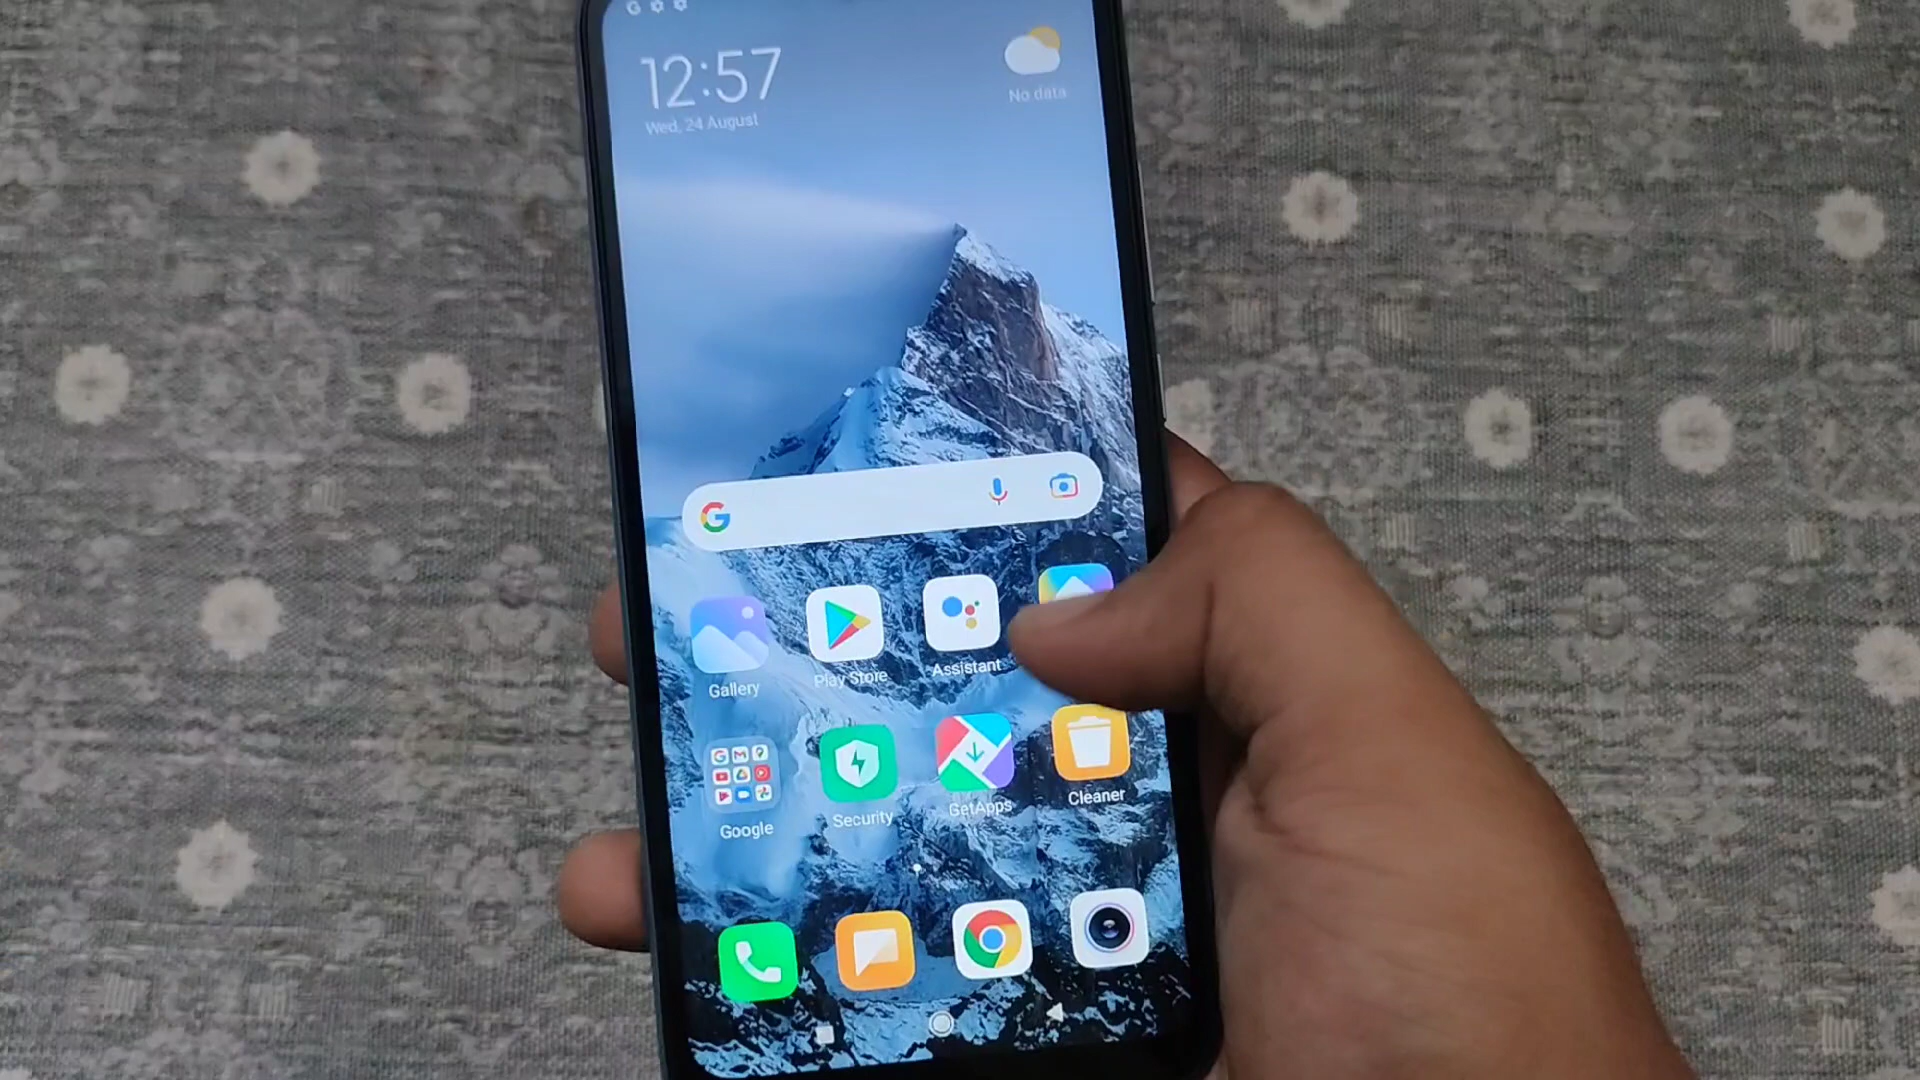 12:57
Wed, 24 August
No data
Gallery
Play Store
Assistant
Google
Security
GetApps
Cleaner